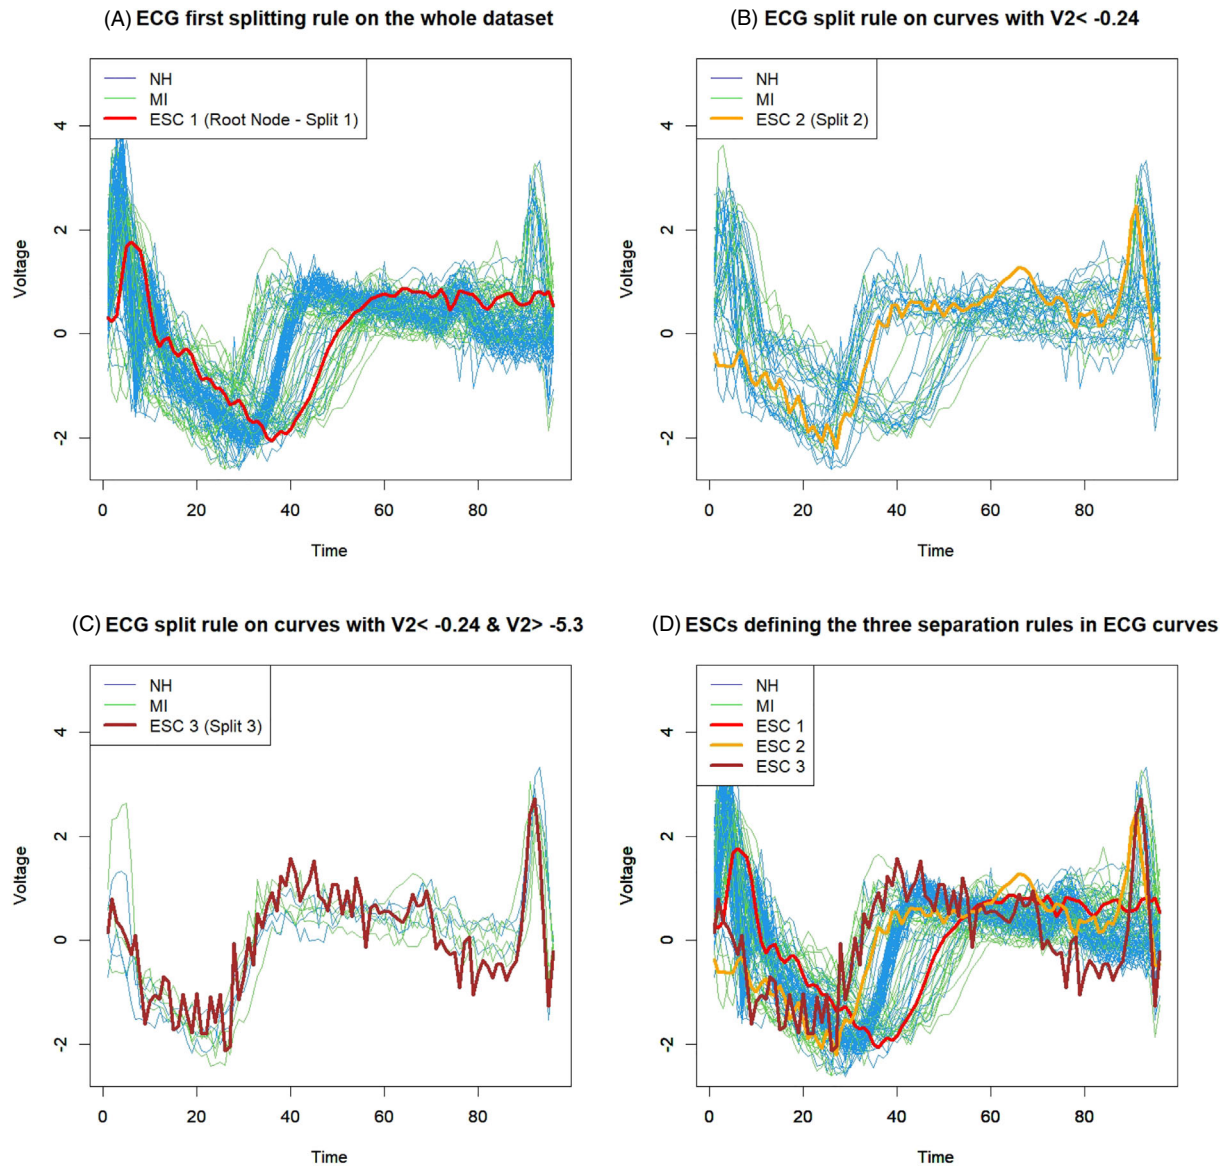 (A) ECG first splitting rule on the whole dataset
NH
MI
ESC 1 (Root Node - Split 1)
4
2
0
-2
Voltage
0 20 40 60 80
Time
(B) ECG split rule on curves with V2< -0.24
NH
MI
ESC 2 (Split 2)
4
2
0
-2
Voltage
0 20 40 60 80
Time
(C) ECG split rule on curves with V2< -0.24 & V2> -5.3
NH
MI
ESC 3 (Split 3)
4
2
0
-2
Voltage
0 20 40 60 80
Time
(D) ESCs defining the three separation rules in ECG curves
NH
MI
ESC 1
ESC 2
ESC 3
4
2
0
-2
Voltage
0 20 40 60 80
Time